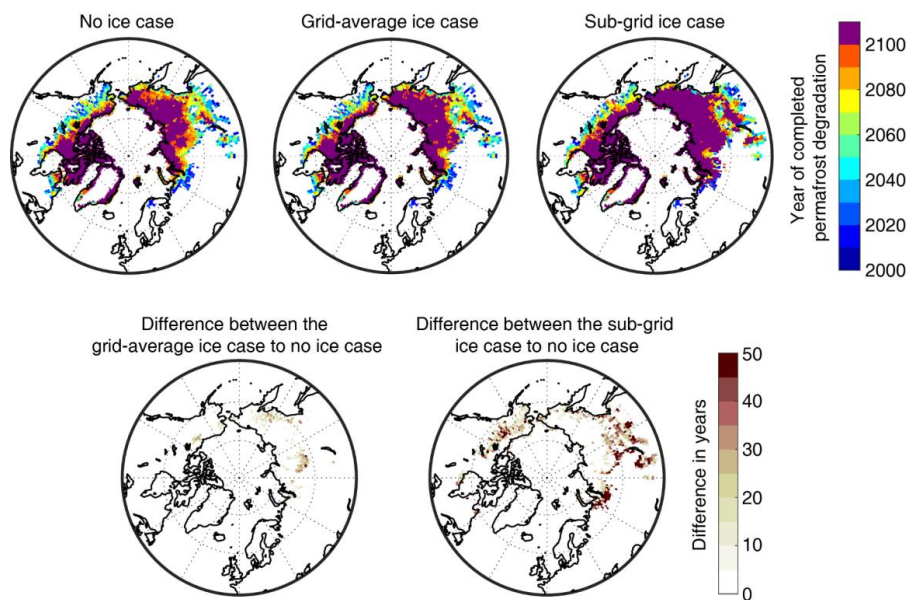 No ice case
Grid-average ice case
Sub-grid ice case
2100
2080
2060
2040
2020
2000
Year of completed
permafrost degradation
Difference between the
grid-average ice case to no ice case
Difference between the sub-grid
ice case to no ice case
50
40
30
20
10
0
Difference in years